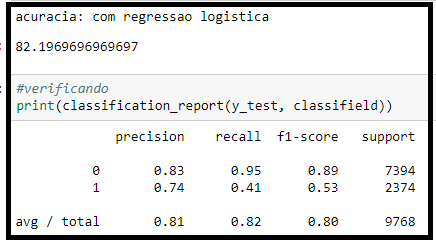 acuracia: com regressao logistica
82.1969696969697
#verificando
print(classification_report(y_test, classifield))
precision recall f1-score support
0 0.83 0.95 0.89 7394
1 0.74 0.41 0.53 2374
avg / total 0.81 0.82 0.80 9768